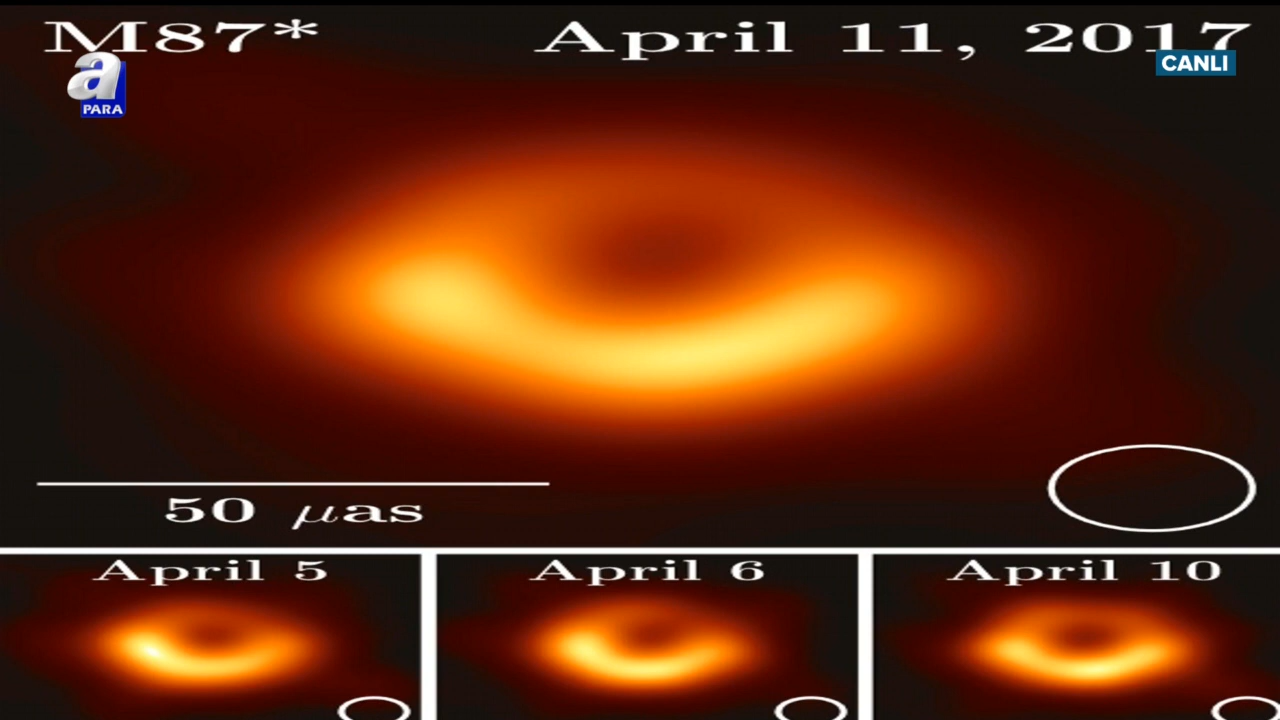 M87* April 11, 2017
a
PARA
CANLI
50 μas
April 5
April 6
April 10